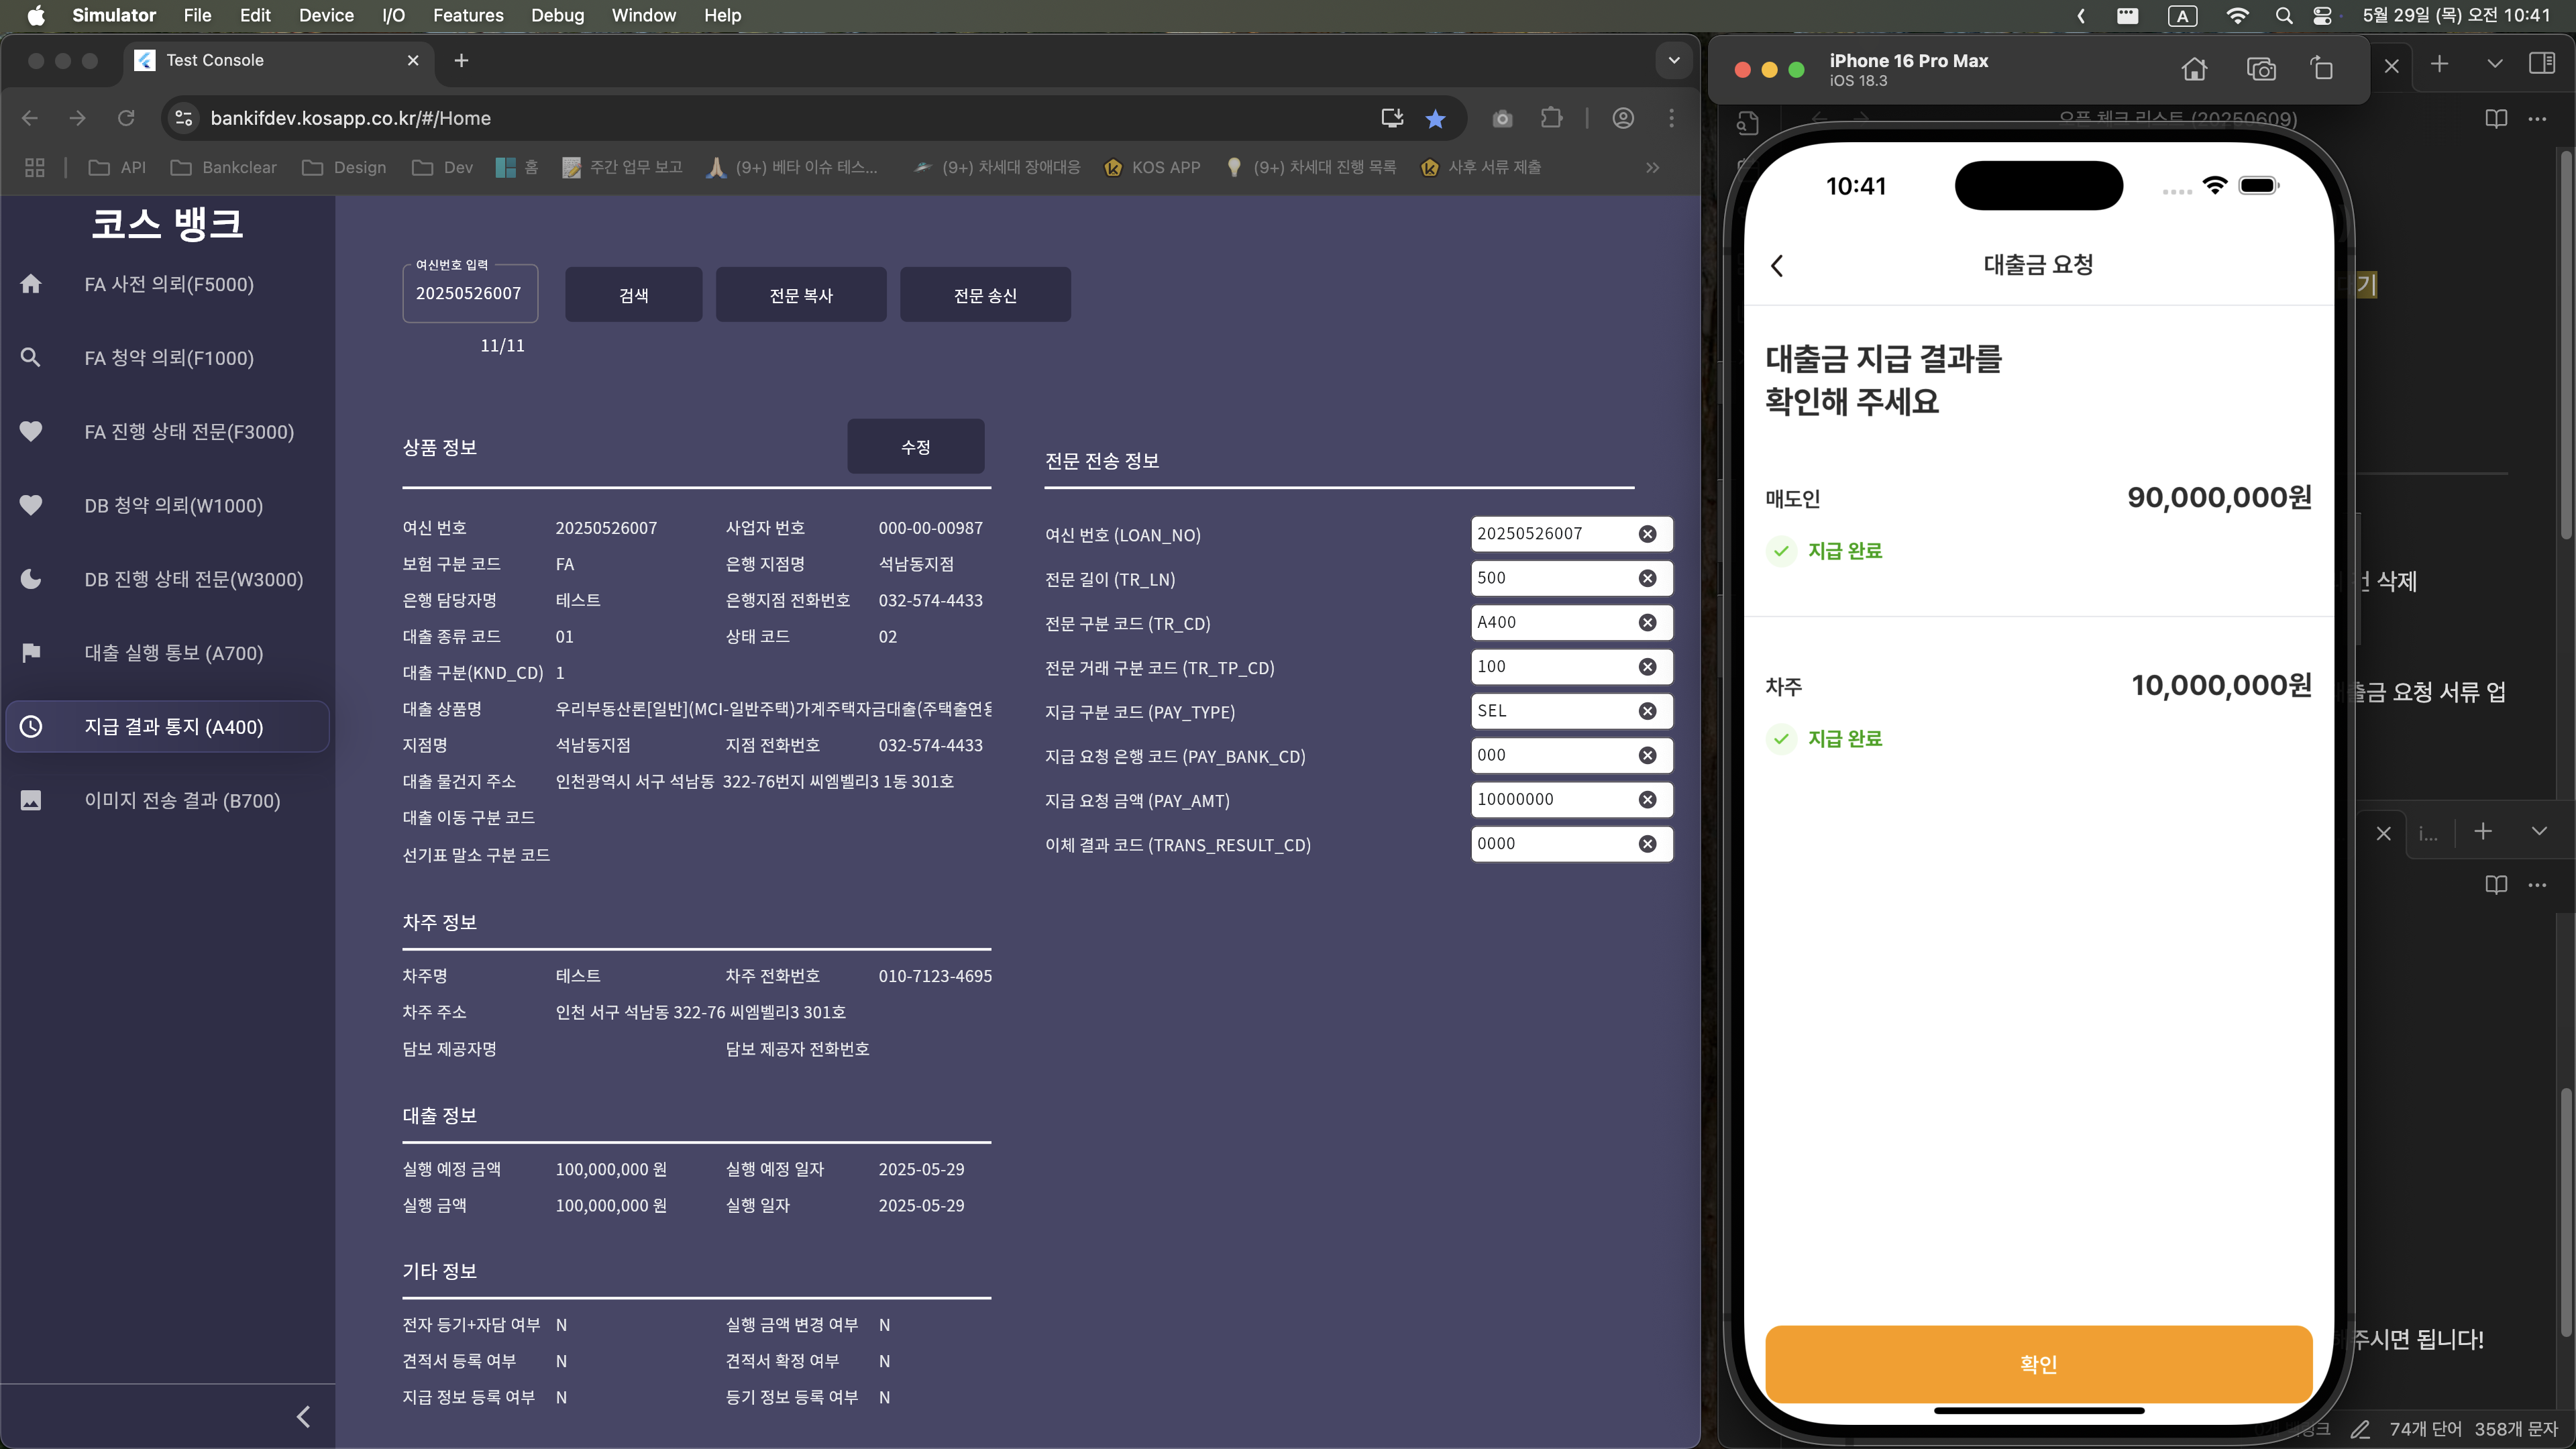 Simulator File Edit Device I/O Features Debug Window Help
A 5월 29일 (목) 오전 10:41
Test Console
bankifdev.kosapp.co.kr/#/Home
API Bankclear Design Dev 홈 주간 업무 보고 (9+) 베타 이슈 테스... (9+) 차세대 장애대응 KOS APP (9+) 차세대 진행 목록 사후 서류 제출
코스 뱅크
FA 사전 의뢰(F5000)
FA 청약 의뢰(F1000)
FA 진행 상태 전문(F3000)
DB 청약 의뢰(W1000)
DB 진행 상태 전문(W3000)
대출 실행 통보 (A700)
지급 결과 통지 (A400)
이미지 전송 결과 (B700)
여신번호 입력
20250526007
11/11
검색
전문 복사
전문 송신
상품 정보
수정
여신 번호 20250526007 사업자 번호 000-00-00987
보험 구분 코드 FA 은행 지점명 석남동지점
은행 담당자명 테스트 은행지점 전화번호 032-574-4433
대출 종류 코드 01 상태 코드 02
대출 구분(KND_CD) 1
대출 상품명 우리부동산론[일반](MCI-일반주택)가계주택자금대출(주택출연용
지점명 석남동지점 지점 전화번호 032-574-4433
대출 물건지 주소 인천광역시 서구 석남동 322-76번지 씨엠벨리3 1동 301호
대출 이동 구분 코드
선기표 말소 구분 코드
차주 정보
차주명 테스트 차주 전화번호 010-7123-4695
차주 주소 인천 서구 석남동 322-76 씨엠벨리3 301호
담보 제공자명 담보 제공자 전화번호
대출 정보
실행 예정 금액 100,000,000 원 실행 예정 일자 2025-05-29
실행 금액 100,000,000 원 실행 일자 2025-05-29
기타 정보
전자 등기+자담 여부 N 실행 금액 변경 여부 N
견적서 등록 여부 N 견적서 확정 여부 N
지급 정보 등록 여부 N 등기 정보 등록 여부 N
전문 전송 정보
여신 번호 (LOAN_NO) 20250526007
전문 길이 (TR_LN) 500
전문 구분 코드 (TR_CD) A400
전문 거래 구분 코드 (TR_TP_CD) 100
지급 구분 코드 (PAY_TYPE) SEL
지급 요청 은행 코드 (PAY_BANK_CD) 000
지급 요청 금액 (PAY_AMT) 10000000
이체 결과 코드 (TRANS_RESULT_CD) 0000
iPhone 16 Pro Max
iOS 18.3
오픈 체크 리스트 (20250609)
10:41
대출금 요청
대출금 지급 결과를
확인해 주세요
매도인 90,000,000원
지급 완료
차주 10,000,000원
지급 완료
확인
기
건 삭제
대출금 요청 서류 업
i...
주시면 됩니다!
74개 단어 358개 문자